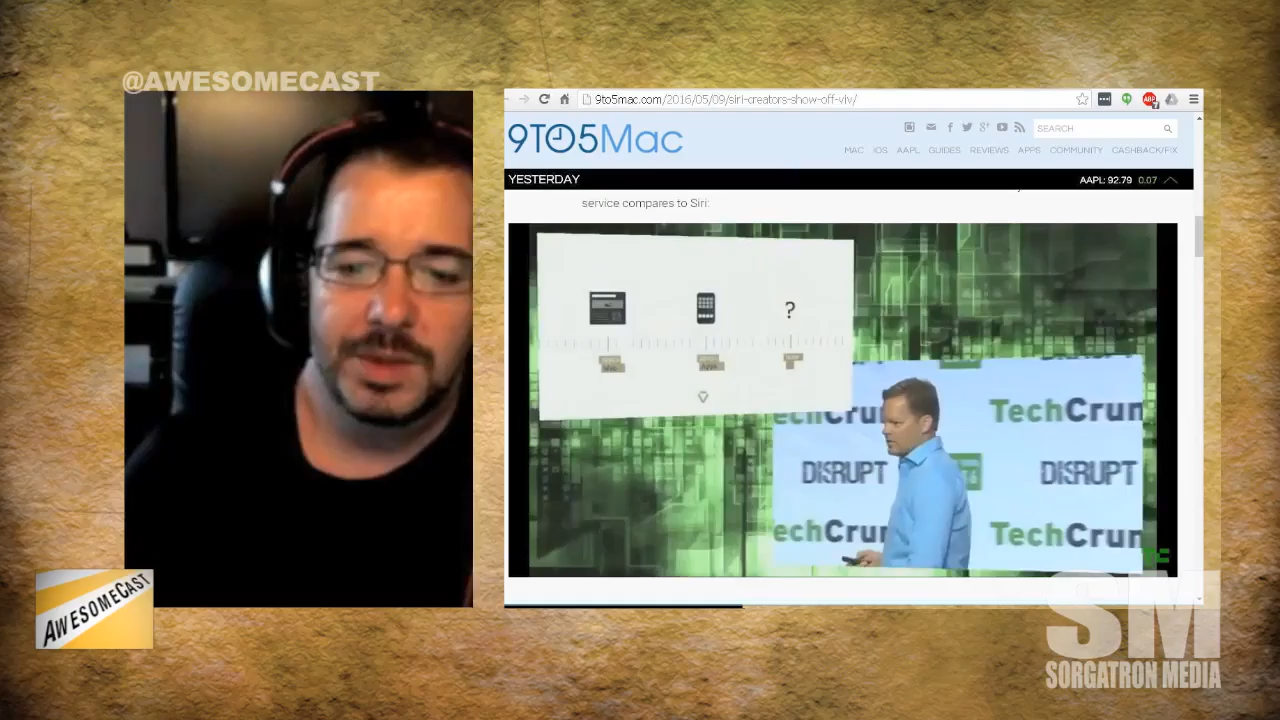 @AWESOMECAST
9to5mac.com/2016/05/09/siri-creators-show-off-viv/
ABP
9TO5Mac
SEARCH
MAC iOS AAPL GUIDES REVIEWS APPS COMMUNITY CASHBACK/FIX
YESTERDAY
AAPL: 92.79 0.07
service compares to Siri:
?
Apps
TechCrun
DISRUPT
DISRUPT
TechCrun
TechCrun
AWESOMECAST
SM
SORGATRON MEDIA